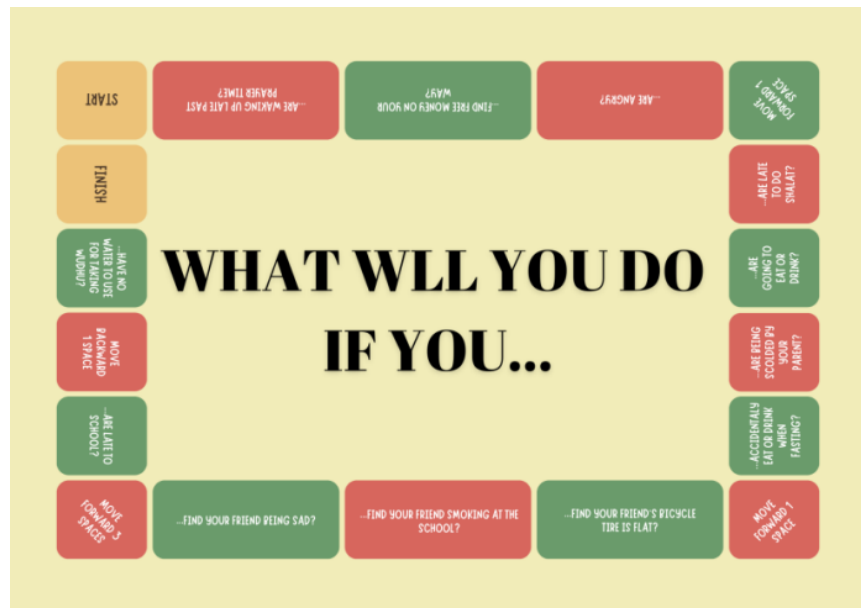 START
...ARE WAKING UP LATE PAST
PRAYER TIME?
...FIND FREE MONEY ON YOUR
WAY?
...ARE ANGRY?
MOVE
FORWARD 1
SPACE
...ARE LATE
TO DO
SHALAT?
...ARE
GOING TO
EAT OR
DRINK?
...ARE BEING
SCOLDED BY
YOUR
PARENT?
...ACCIDENTALY
EAT OR DRINK
WHEN
FASTING?
MOVE
FORWARD 1
SPACE
...FIND YOUR FRIEND'S BICYCLE
TIRE IS FLAT?
...FIND YOUR FRIEND SMOKING AT THE
SCHOOL?
...FIND YOUR FRIEND BEING SAD?
MOVE
FORWARD 3
SPACES
...ARE LATE TO
SCHOOL?
MOVE
BACKWARD
1 SPACE
...HAVE NO
WATER TO USE
FOR TAKING
WUDHU?
FINISH
WHAT WLL YOU DO
IF YOU...